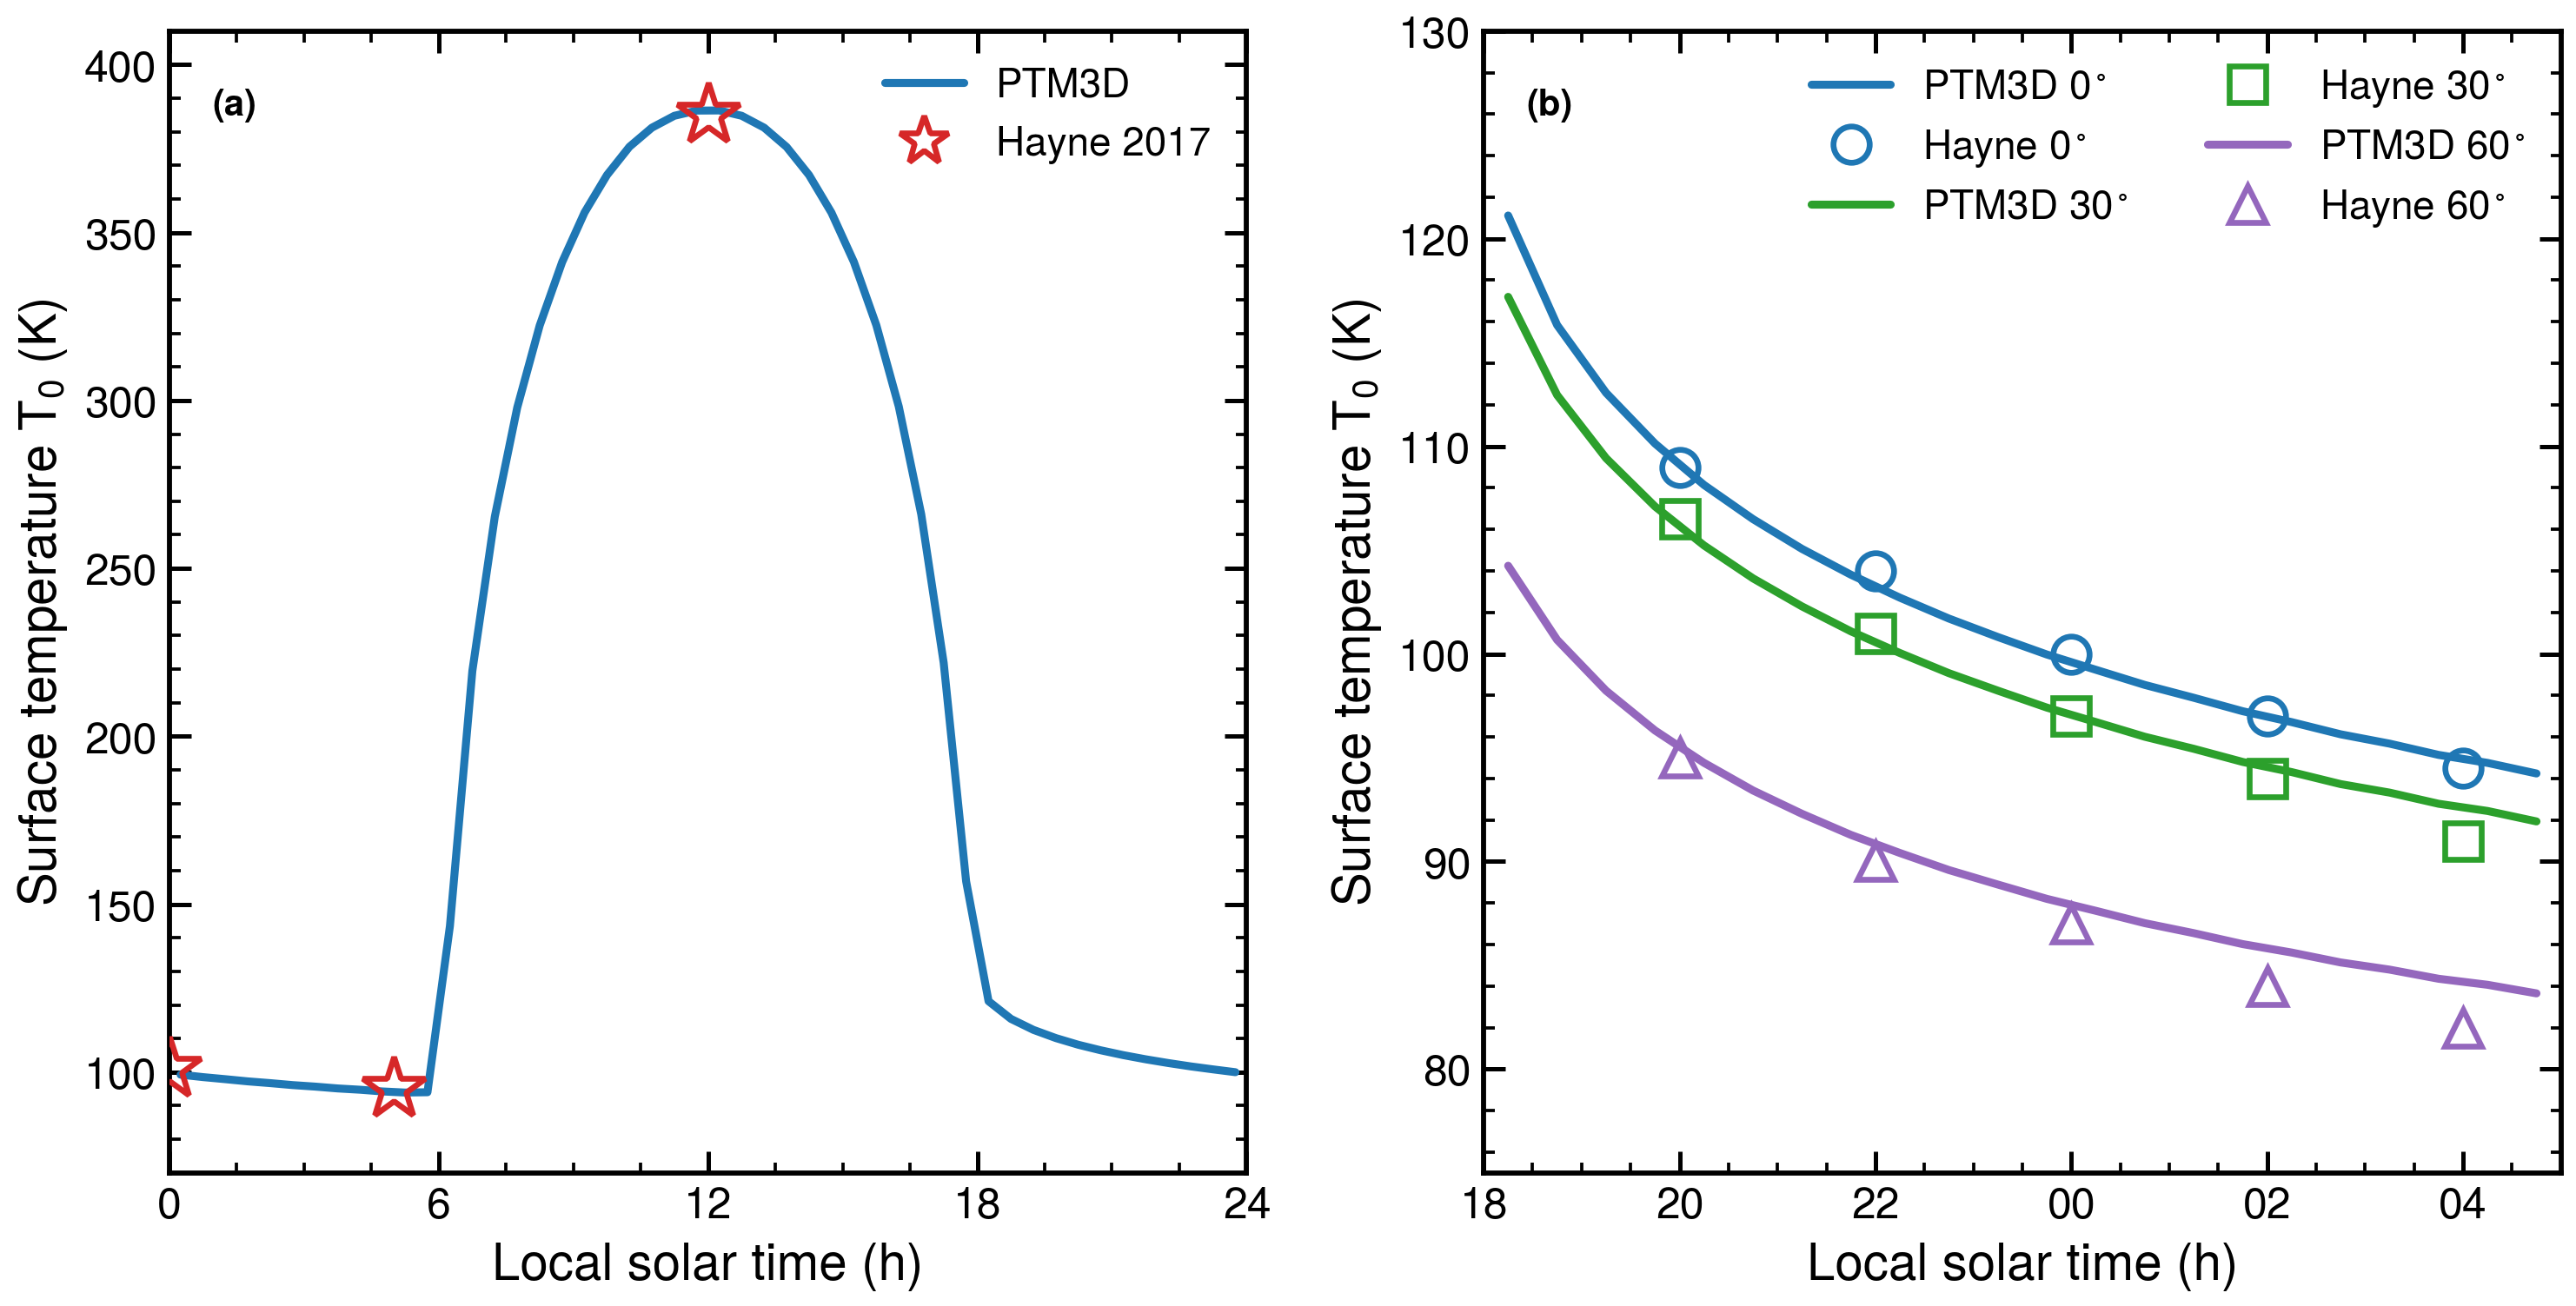 (a)
PTM3D
Hayne 2017
400
350
300
250
200
150
100
Surface temperature T₀ (K)
0 6 12 18 24
Local solar time (h)
(b)
PTM3D 0° Hayne 30°
Hayne 0° PTM3D 60°
PTM3D 30° Hayne 60°
130
120
110
100
90
80
Surface temperature T₀ (K)
18 20 22 00 02 04
Local solar time (h)